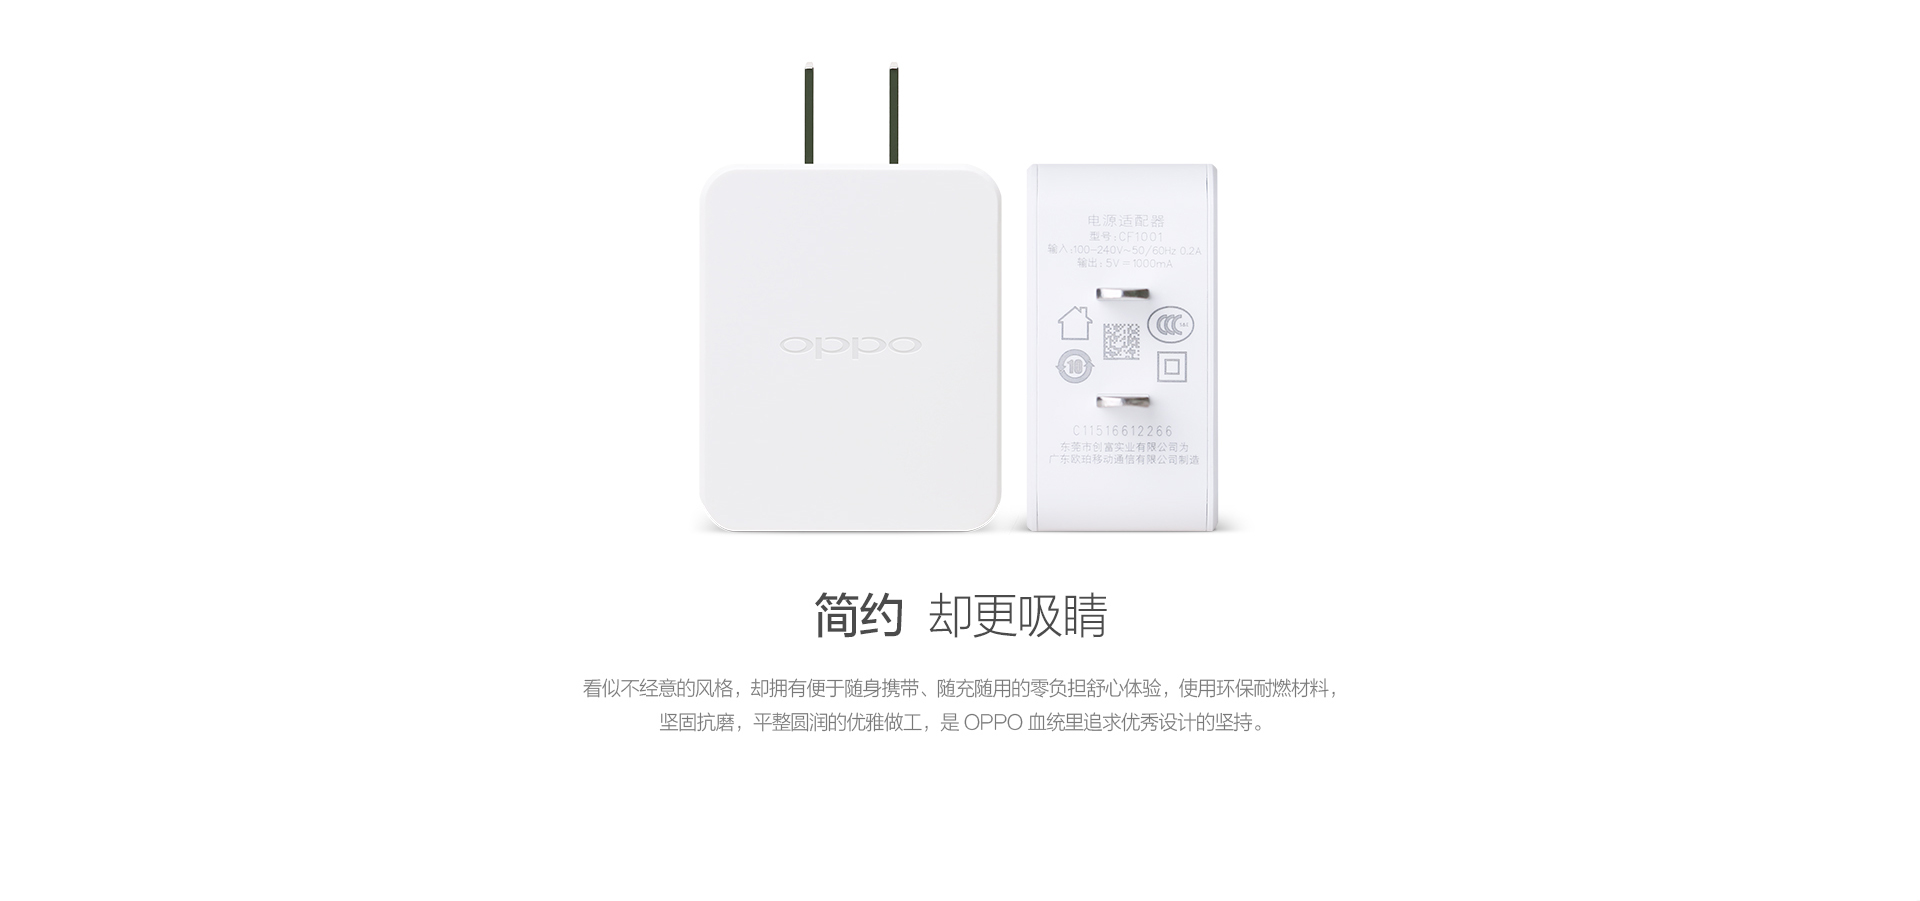 oppo
电源适配器
型号:CF1001
输入:100-240V~50/60Hz 0.2A
输出:5V=1000mA
10
C11516612266
东莞市创富实业有限公司为
广东欧珀移动通信有限公司制造
简约 却更吸睛
看似不经意的风格，却拥有便于随身携带、随充随用的零负担舒心体验，使用环保耐燃材料，
坚固抗磨，平整圆润的优雅做工，是 OPPO 血统里追求优秀设计的坚持。